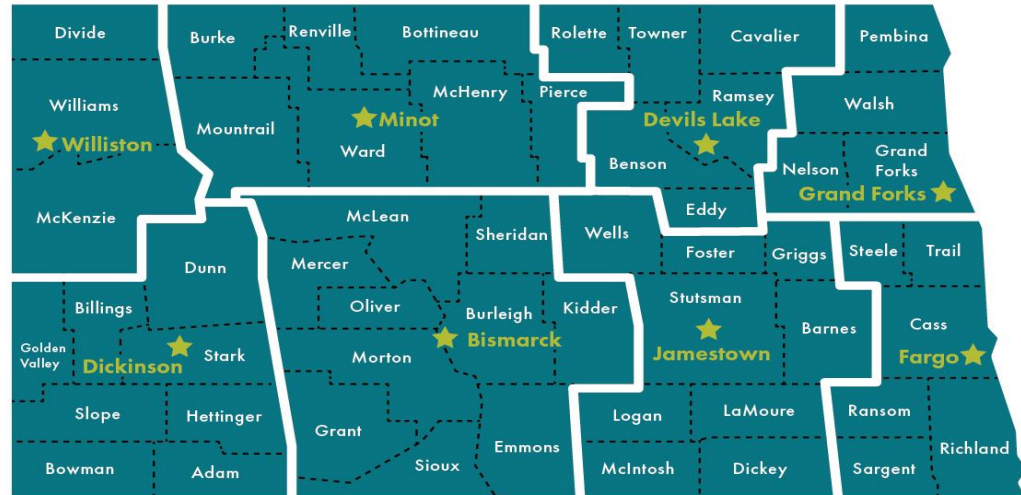 Divide
Burke
Renville
Bottineau
Rolette
Towner
Cavalier
Pembina
Williams
Williston
McKenzie
Mountrail
Minot
Ward
McHenry
Pierce
Benson
Ramsey
Devils Lake
Eddy
Walsh
Nelson
Grand
Forks
Grand Forks
Dunn
Billings
Golden
Valley
Dickinson
Stark
Slope
Hettinger
Bowman
Adam
McLean
Sheridan
Mercer
Oliver
Burleigh
Kidder
Bismarck
Morton
Grant
Sioux
Emmons
Wells
Foster
Griggs
Stutsman
Barnes
Jamestown
Logan
LaMoure
McIntosh
Dickey
Steele
Trail
Cass
Fargo
Ransom
Richland
Sargent